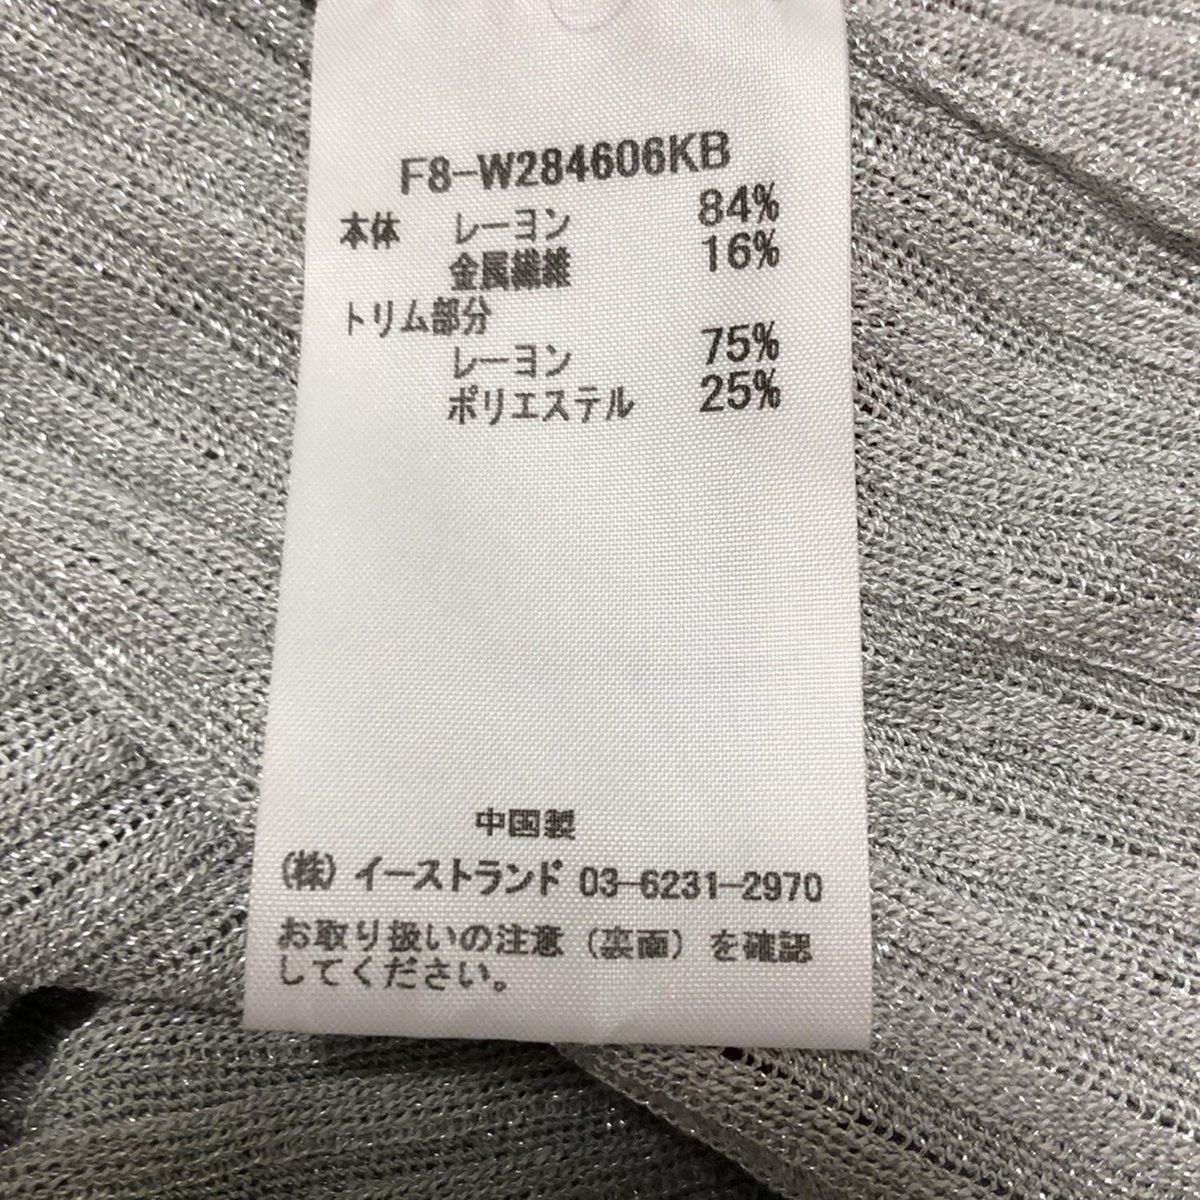 F8-W284606KB
本体 レーヨン 84%
金属繊維 16%
トリム部分
レーヨン 75%
ポリエステル 25%
中国製
(株) イーストランド 03-6231-2970
お取り扱いの注意（裏面）を確認
してください。